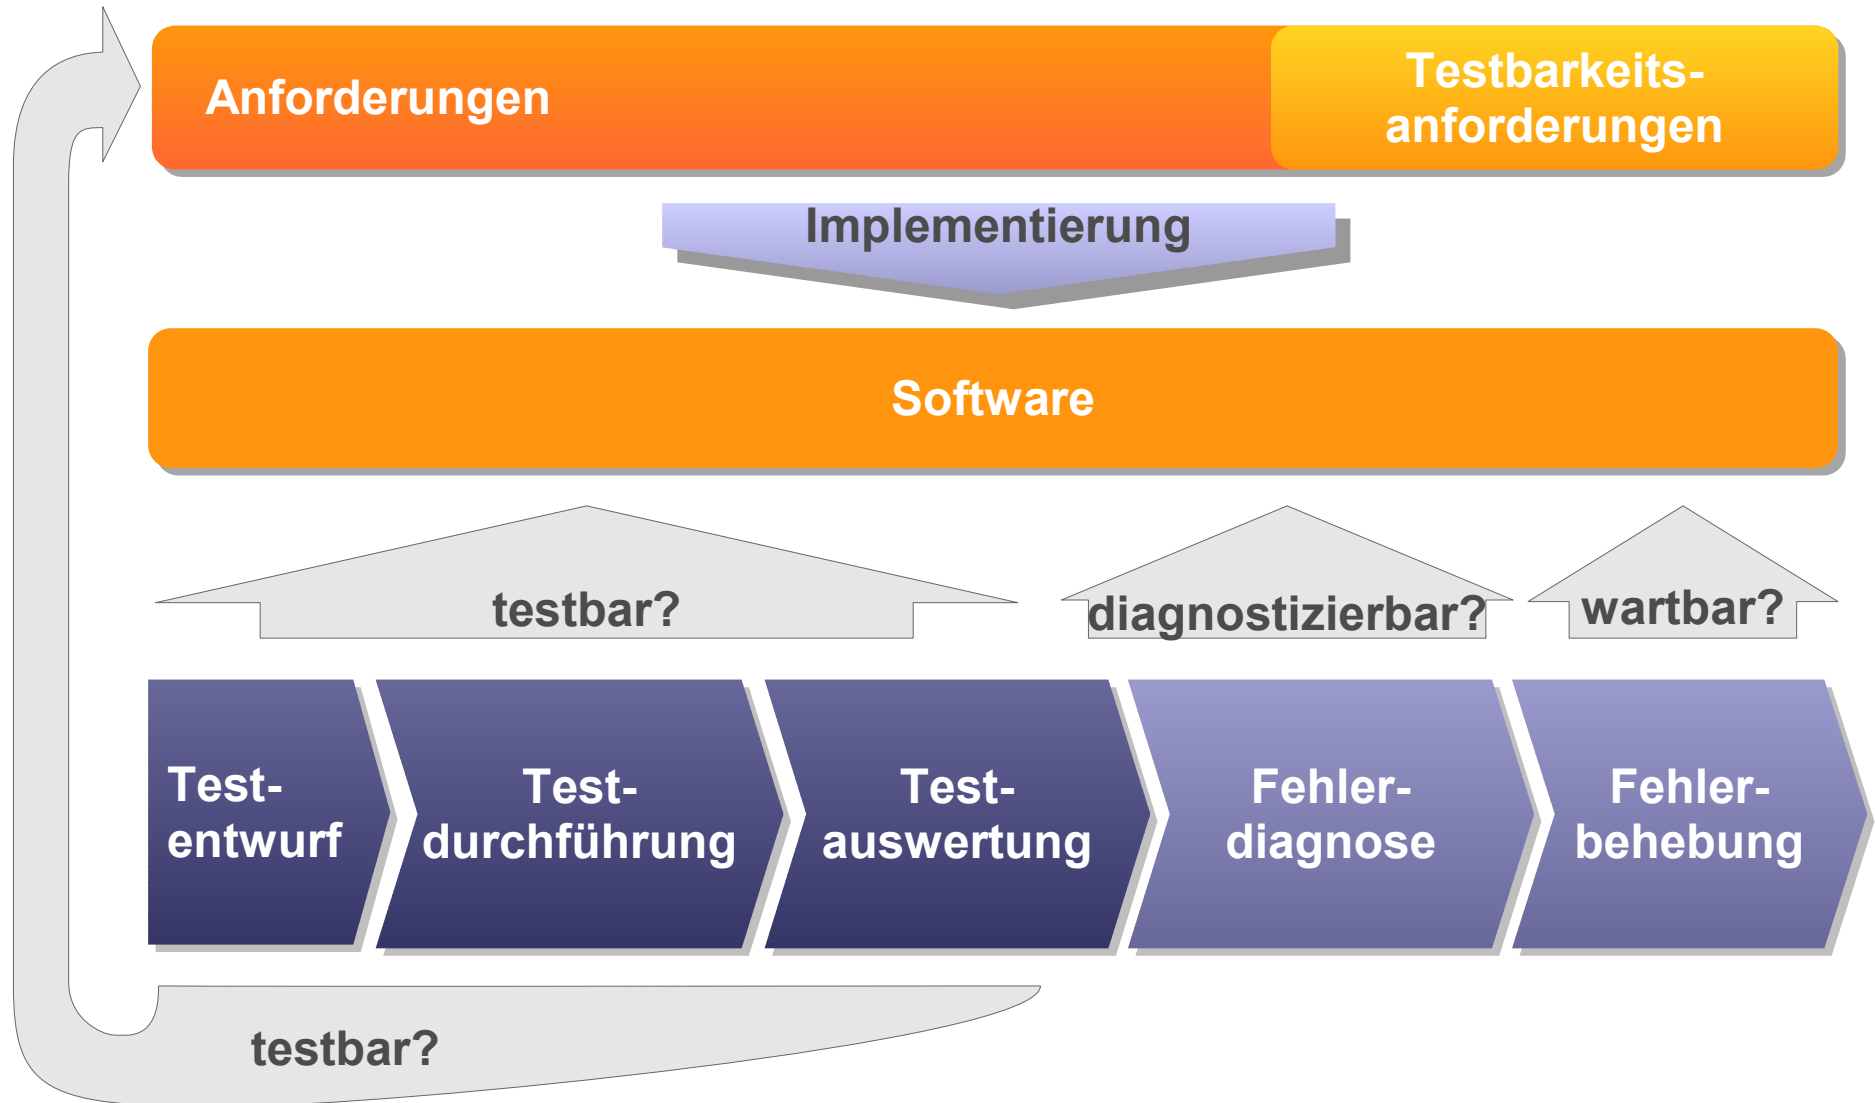 Anforderungen
Testbarkeits-
anforderungen
Implementierung
Software
testbar?
diagnostizierbar?
wartbar?
Test-
entwurf
Test-
durchführung
Test-
auswertung
Fehler-
diagnose
Fehler-
behebung
testbar?